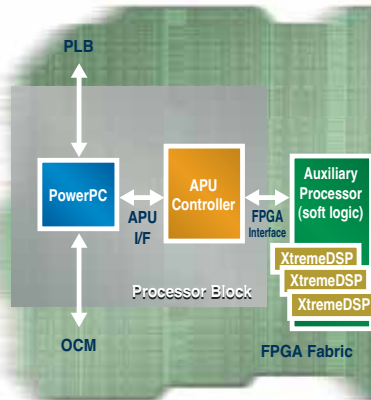 PLB
PowerPC
APU
I/F
APU
Controller
FPGA
Interface
Auxiliary
Processor
(soft logic)
XtremeDSP
XtremeDSP
XtremeDSP
Processor Block
OCM
FPGA Fabric